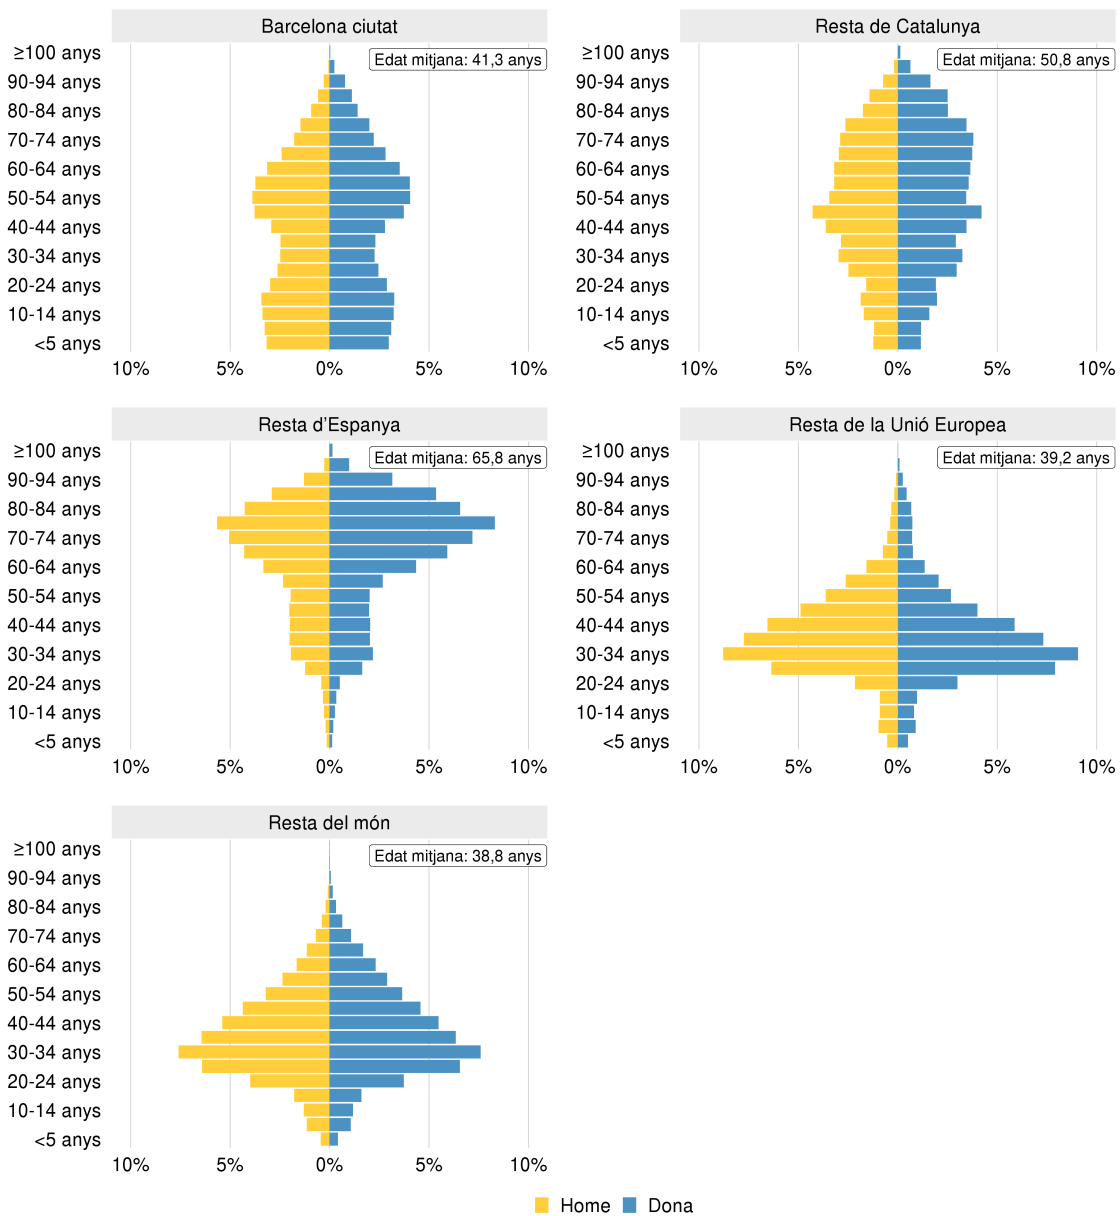 Barcelona ciutat
Edat mitjana: 41,3 anys
≥100 anys
90-94 anys
80-84 anys
70-74 anys
60-64 anys
50-54 anys
40-44 anys
30-34 anys
20-24 anys
10-14 anys
<5 anys
10% 5% 0% 5% 10%
Resta de Catalunya
Edat mitjana: 50,8 anys
≥100 anys
90-94 anys
80-84 anys
70-74 anys
60-64 anys
50-54 anys
40-44 anys
30-34 anys
20-24 anys
10-14 anys
<5 anys
10% 5% 0% 5% 10%
Resta d’Espanya
Edat mitjana: 65,8 anys
≥100 anys
90-94 anys
80-84 anys
70-74 anys
60-64 anys
50-54 anys
40-44 anys
30-34 anys
20-24 anys
10-14 anys
<5 anys
10% 5% 0% 5% 10%
Resta de la Unió Europea
Edat mitjana: 39,2 anys
≥100 anys
90-94 anys
80-84 anys
70-74 anys
60-64 anys
50-54 anys
40-44 anys
30-34 anys
20-24 anys
10-14 anys
<5 anys
10% 5% 0% 5% 10%
Resta del món
Edat mitjana: 38,8 anys
≥100 anys
90-94 anys
80-84 anys
70-74 anys
60-64 anys
50-54 anys
40-44 anys
30-34 anys
20-24 anys
10-14 anys
<5 anys
10% 5% 0% 5% 10%
Home Dona